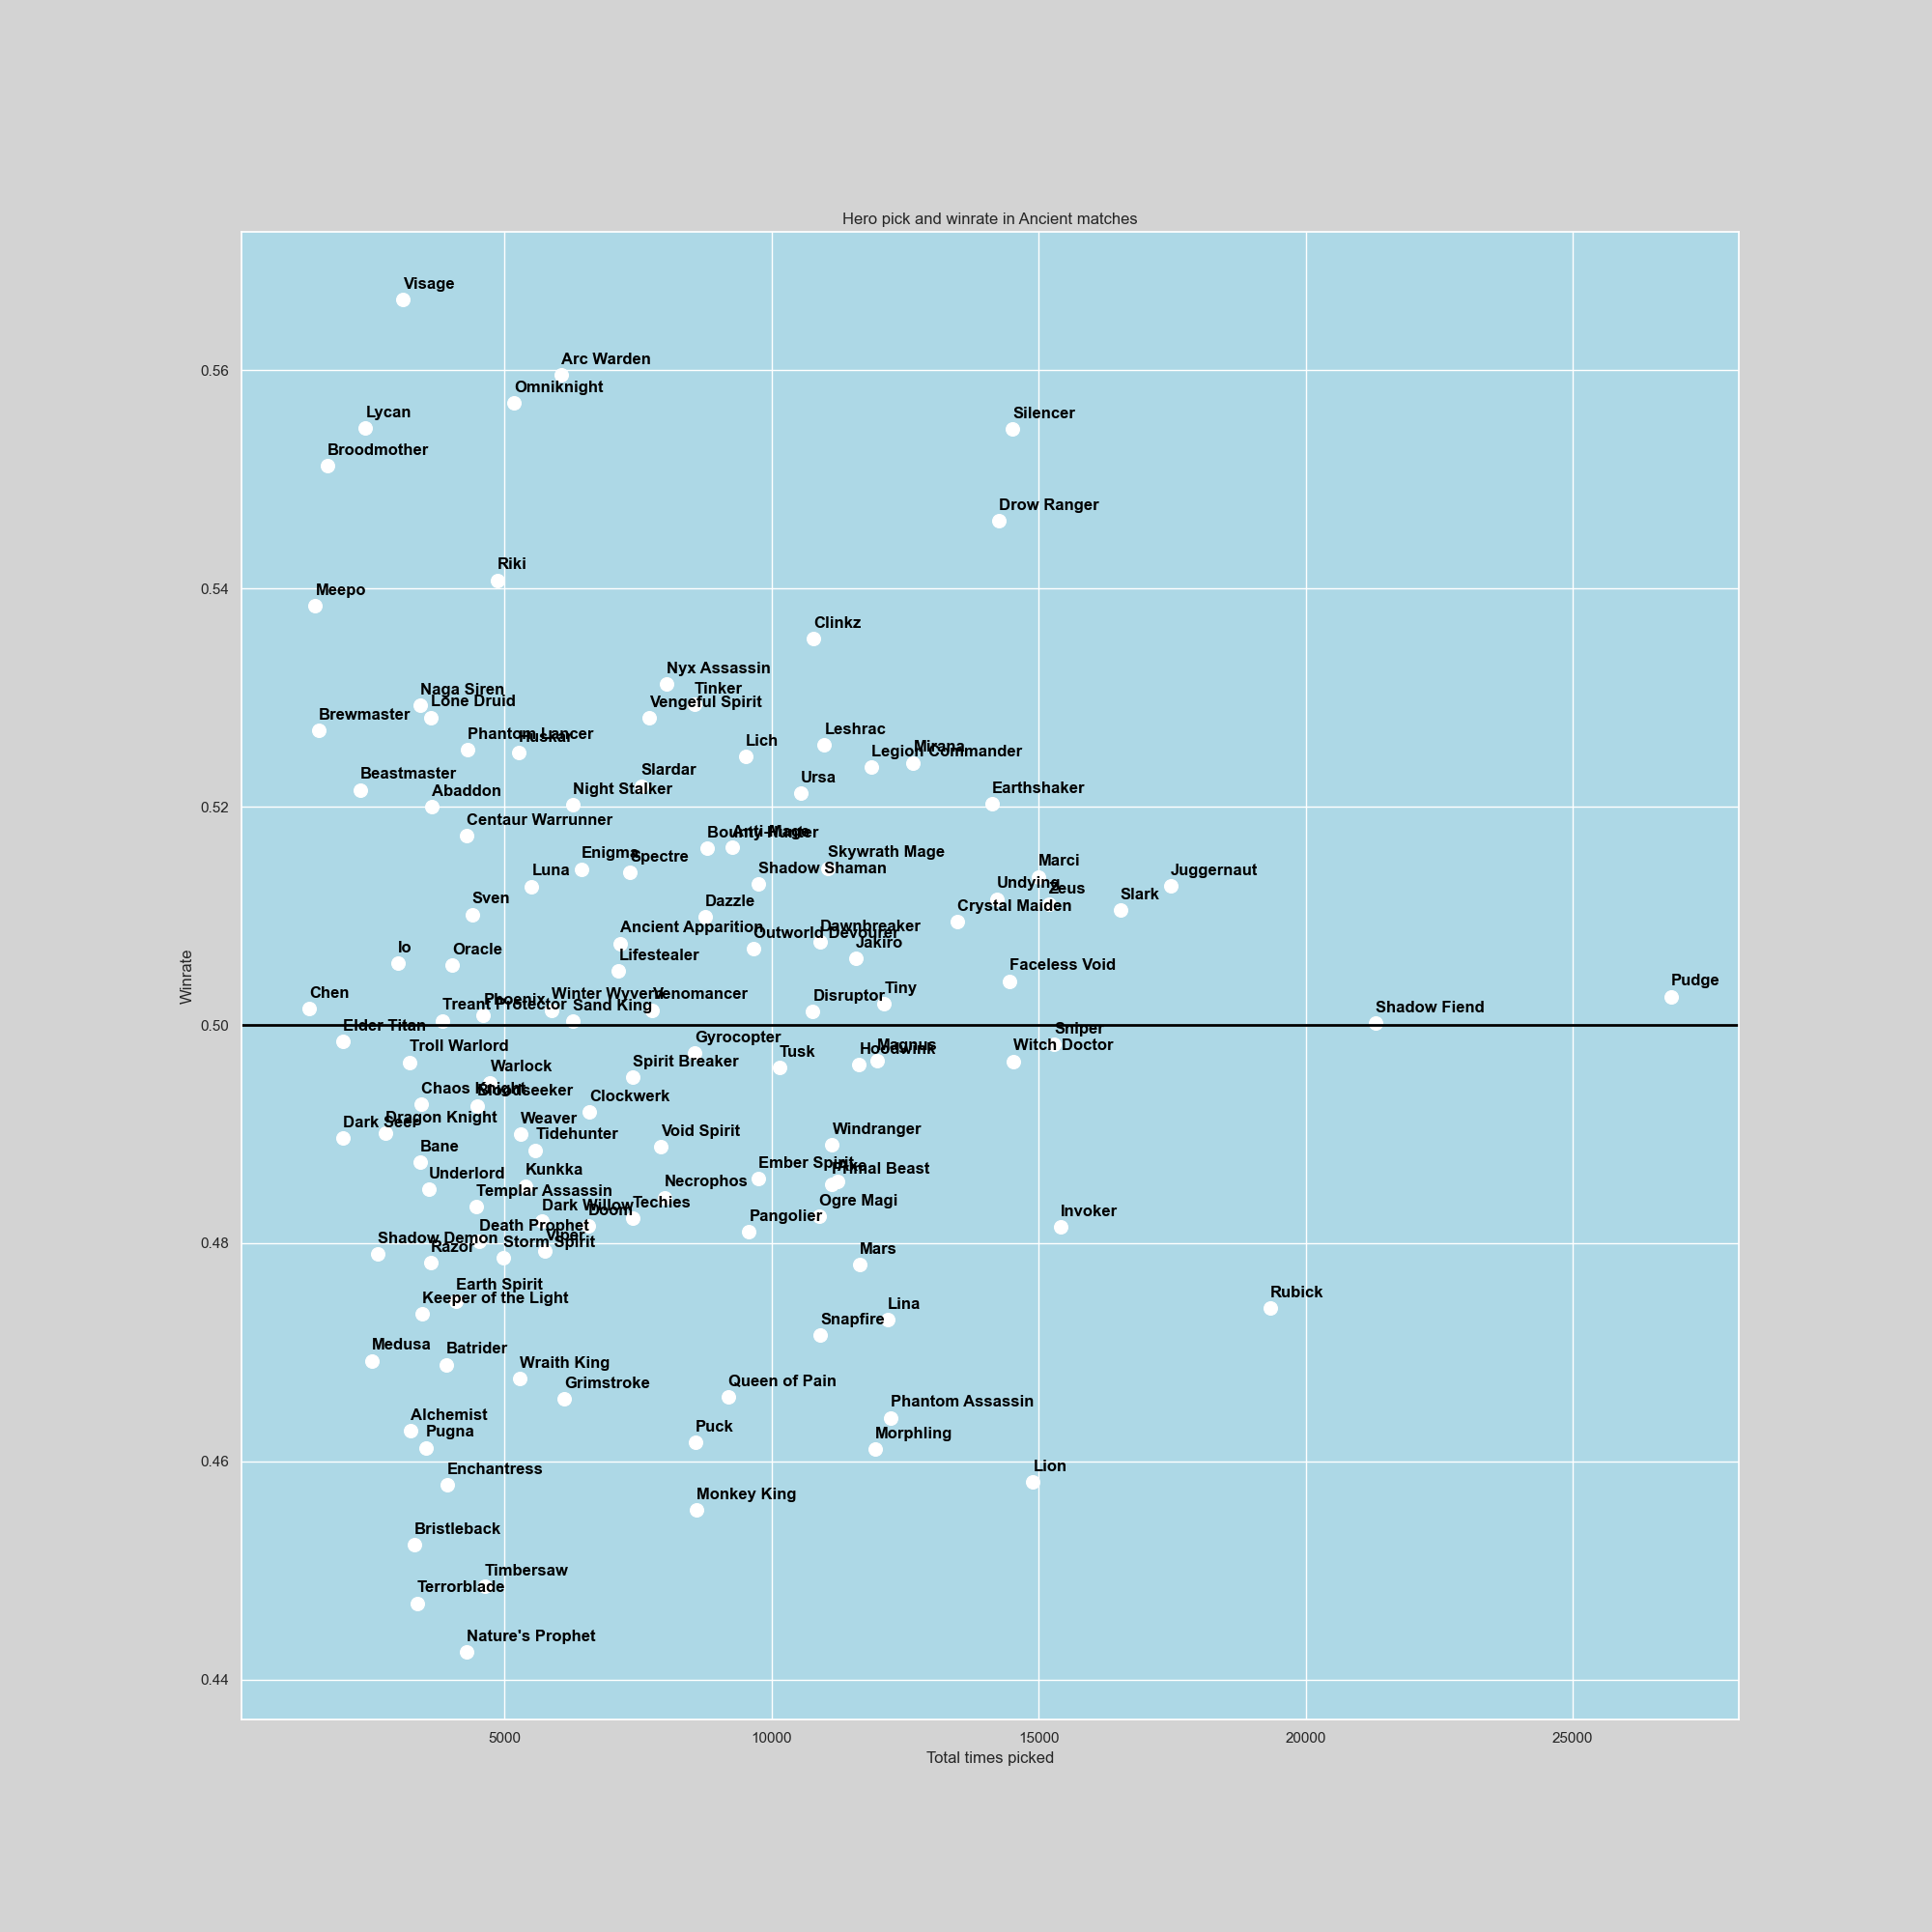 Hero pick and winrate in Ancient matches
Visage
Arc Warden
0.56
Omniknight
Lycan
Silencer
Broodmother
Drow Ranger
Riki
0.54
Meepo
Clinkz
Nyx Assassin
Tinker
Naga Siren
Lone Druid
Vengeful Spirit
Brewmaster
Leshrac
Phantom Lancer
Huskar
Lich
Mirana
Legion Commander
Slardar
Beastmaster
Ursa
Night Stalker
Earthshaker
Abaddon
0.52
Centaur Warrunner
Bounty Hunter
Anti-Mage
Skywrath Mage
Enigma
Spectre
Marci
Shadow Shaman
Luna
Juggernaut
Undying
Zeus
Slark
Sven
Dazzle
Crystal Maiden
Ancient Apparition
Dawnbreaker
Outworld Devourer
Jakiro
Io
Oracle
Lifestealer
Faceless Void
Winrate
Pudge
Chen
Phoenix
Winter Wyvern
Venomancer
Tiny
Disruptor
Treant Protector
Sand King
Shadow Fiend
0.50
Elder Titan
Sniper
Gyrocopter
Troll Warlord
Magnus
Hoodwink
Witch Doctor
Tusk
Spirit Breaker
Warlock
Chaos Knight
Bloodseeker
Clockwerk
Dragon Knight
Dark Seer
Weaver
Windranger
Tidehunter
Void Spirit
Bane
Ember Spirit
Axe
Primal Beast
Underlord
Kunkka
Necrophos
Templar Assassin
Ogre Magi
Dark Willow
Techies
Doom
Invoker
Pangolier
Death Prophet
Viper
Shadow Demon
Storm Spirit
0.48
Razor
Mars
Earth Spirit
Keeper of the Light
Rubick
Lina
Snapfire
Medusa
Batrider
Wraith King
Queen of Pain
Grimstroke
Phantom Assassin
Alchemist
Puck
Pugna
Morphling
0.46
Enchantress
Lion
Monkey King
Bristleback
Timbersaw
Terrorblade
Nature's Prophet
0.44
5000
10000
15000
20000
25000
Total times picked